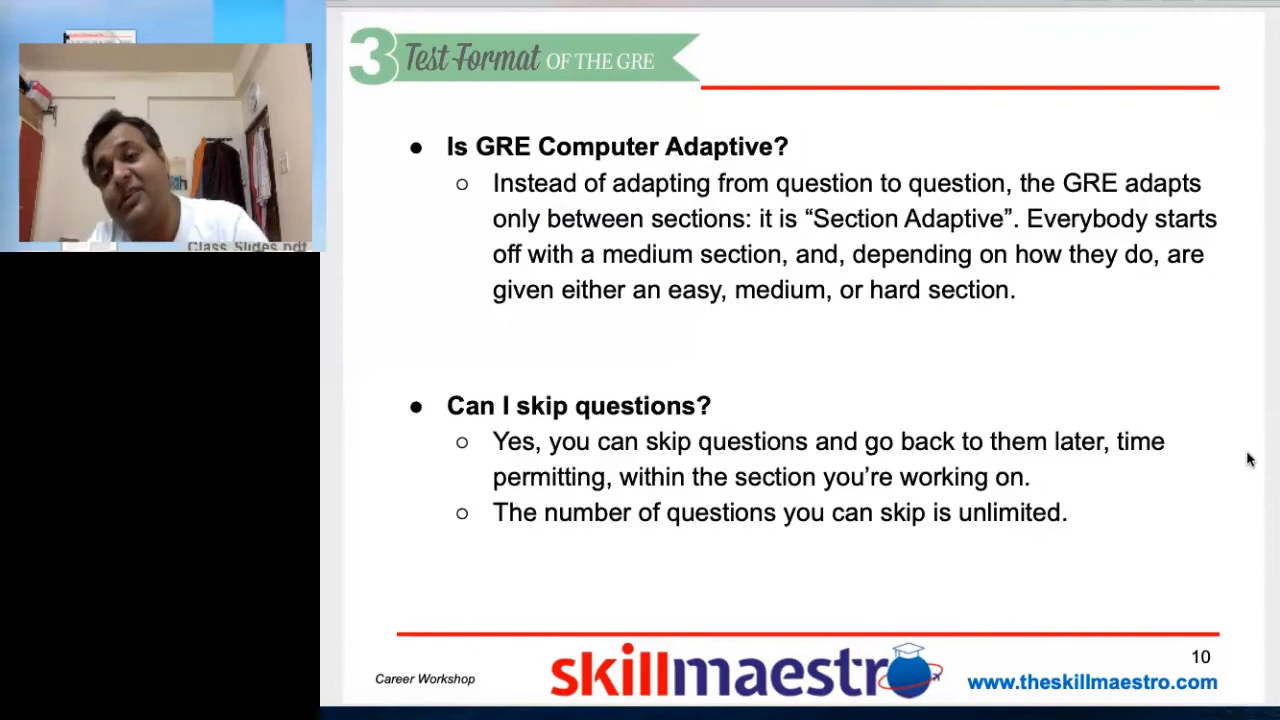 3 Test Format OF THE GRE
● Is GRE Computer Adaptive?
○ Instead of adapting from question to question, the GRE adapts
only between sections: it is “Section Adaptive”. Everybody starts
off with a medium section, and, depending on how they do, are
given either an easy, medium, or hard section.
● Can I skip questions?
○ Yes, you can skip questions and go back to them later, time
permitting, within the section you’re working on.
○ The number of questions you can skip is unlimited.
Class Slides.pdf
Career Workshop
skillmaestro
10
www.theskillmaestro.com